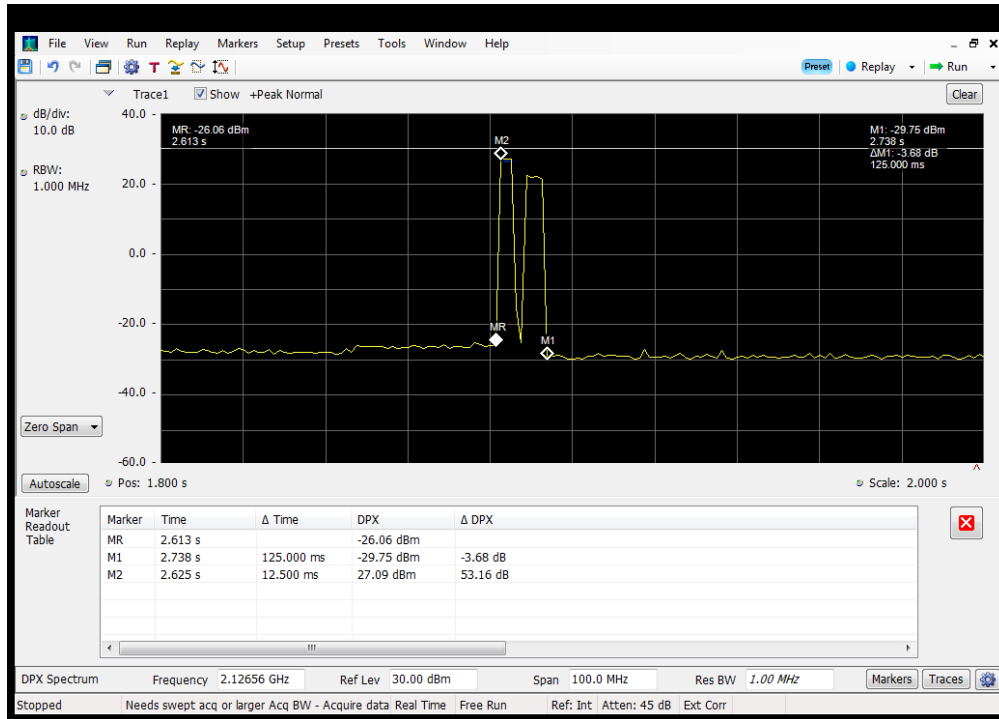 File View Run Replay Markers Setup Presets Tools Window Help
Preset Replay Run
Trace1 Show +Peak Normal Clear
dB/div:
10.0 dB
RBW:
1.000 MHz
40.0
20.0
0.0
-20.0
-40.0
-60.0
MR: -26.06 dBm
2.613 s
M1: -29.75 dBm
2.738 s
ΔM1: -3.68 dB
125.000 ms
M2
MR
M1
Zero Span
Autoscale Pos: 1.800 s Scale: 2.000 s
Marker
Readout
Table
Marker Time Δ Time DPX Δ DPX
MR 2.613 s -26.06 dBm
M1 2.738 s 125.000 ms -29.75 dBm -3.68 dB
M2 2.625 s 12.500 ms 27.09 dBm 53.16 dB
DPX Spectrum Frequency 2.12656 GHz Ref Lev 30.00 dBm Span 100.0 MHz Res BW 1.00 MHz Markers Traces
Stopped Needs swept acq or larger Acq BW - Acquire data Real Time Free Run Ref: Int Atten: 45 dB Ext Corr